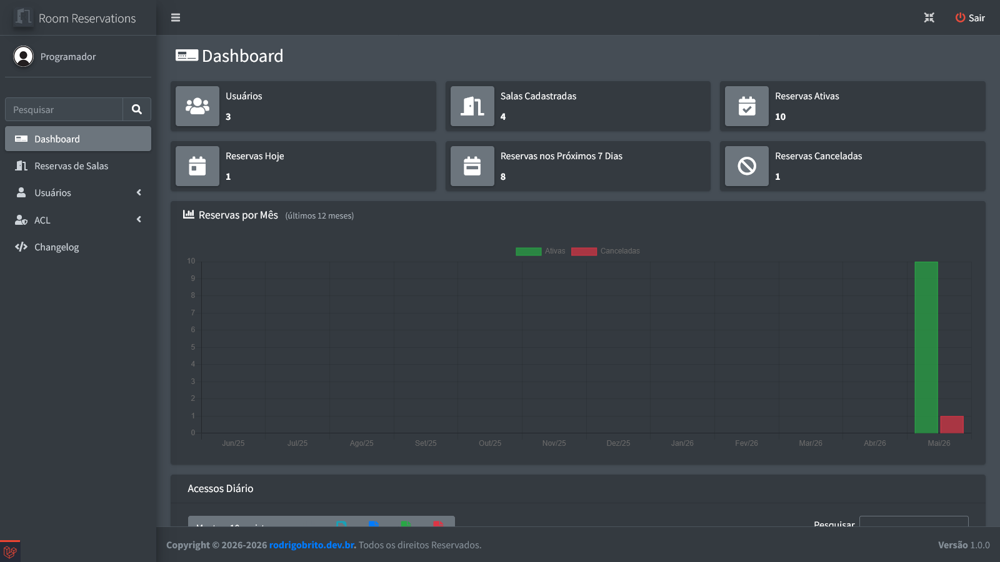 Room Reservations
Sair
Programador
Pesquisar
Dashboard
Reservas de Salas
Usuários
ACL
Changelog
Dashboard
Usuários
3
Salas Cadastradas
4
Reservas Ativas
10
Reservas Hoje
1
Reservas nos Próximos 7 Dias
8
Reservas Canceladas
1
Reservas por Mês (últimos 12 meses)
Ativas Canceladas
10
9
8
7
6
5
4
3
2
1
0
Jun/25 Jul/25 Ago/25 Set/25 Out/25 Nov/25 Dez/25 Jan/26 Fev/26 Mar/26 Abr/26 Mai/26
Acessos Diário
Pesquisar
Copyright © 2026-2026 rodrigobrito.dev.br. Todos os direitos Reservados.
Versão 1.0.0